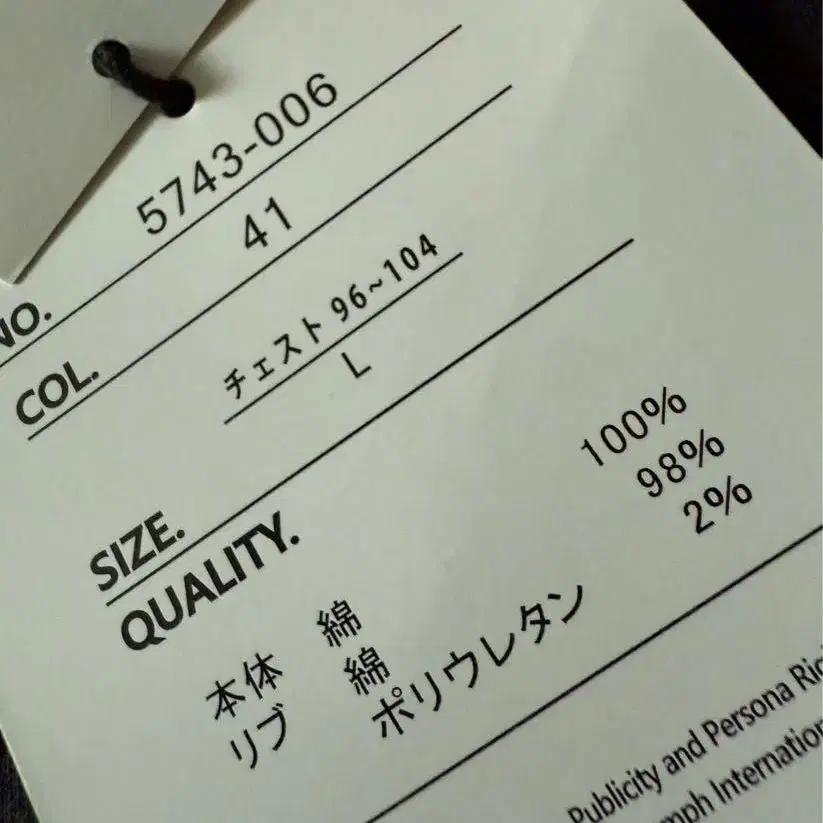 NO. 5743-006
COL. 41
チェスト 96~104
SIZE. L
QUALITY.
本体 綿 100%
リブ 綿 98%
ポリウレタン 2%
Publicity and Persona
International